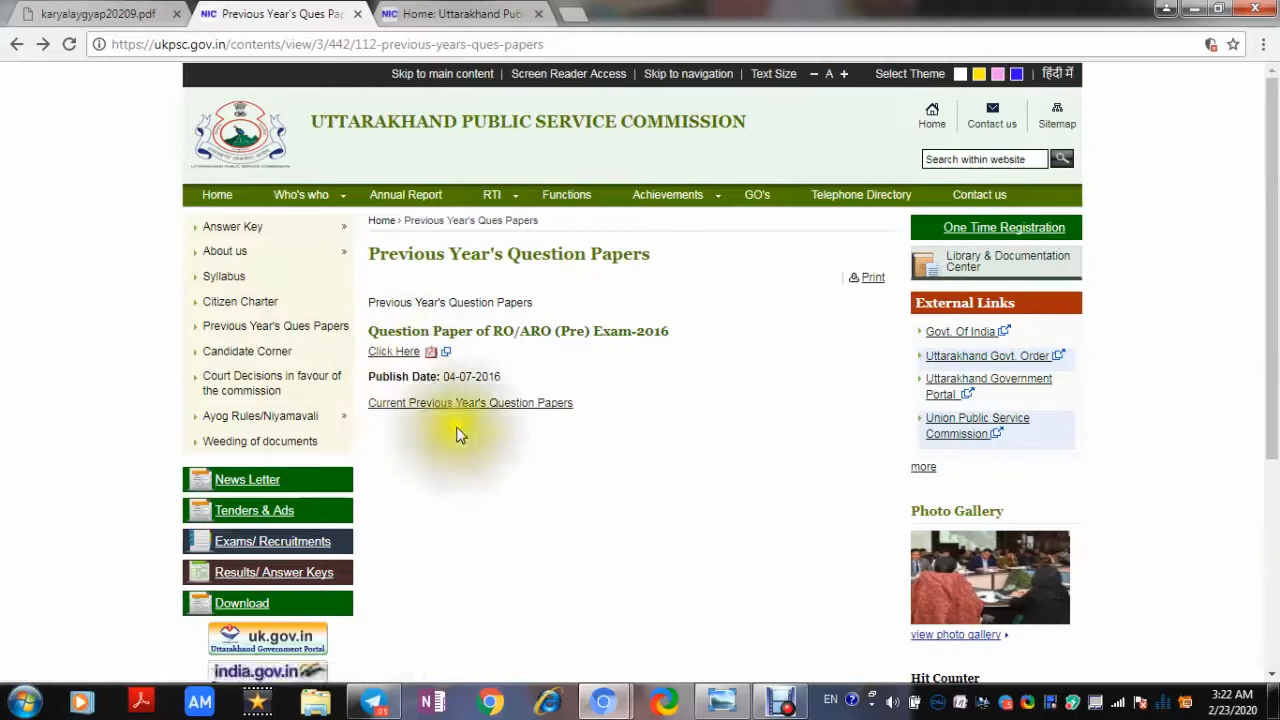 karyalaygyap20209.pdf
NIC Previous Year's Ques Pap
NIC Home: Uttarakhand Pub
https://ukpsc.gov.in/contents/view/3/442/112-previous-years-ques-papers
Skip to main content Screen Reader Access Skip to navigation Text Size − A + Select Theme हिंदी में
UTTARAKHAND PUBLIC SERVICE COMMISSION
Home Contact us Sitemap
Search within website
Home Who's who Annual Report RTI Functions Achievements GO's Telephone Directory Contact us
Answer Key »
About us »
Syllabus
Citizen Charter
Previous Year's Ques Papers
Candidate Corner
Court Decisions in favour of
the commission
Ayog Rules/Niyamavali »
Weeding of documents
News Letter
Tenders & Ads
Exams/ Recruitments
Results/ Answer Keys
Download
uk.gov.in
Uttarakhand Government Portal
india.gov.in
Home › Previous Year's Ques Papers
Previous Year's Question Papers
Print
Previous Year's Question Papers
Question Paper of RO/ARO (Pre) Exam-2016
Click Here
Publish Date: 04-07-2016
Current Previous Year's Question Papers
One Time Registration
Library & Documentation
Center
External Links
Govt. Of India
Uttarakhand Govt. Order
Uttarakhand Government
Portal
Union Public Service
Commission
more
Photo Gallery
view photo gallery
Hit Counter
AM
N
EN
3:22 AM
2/23/2020